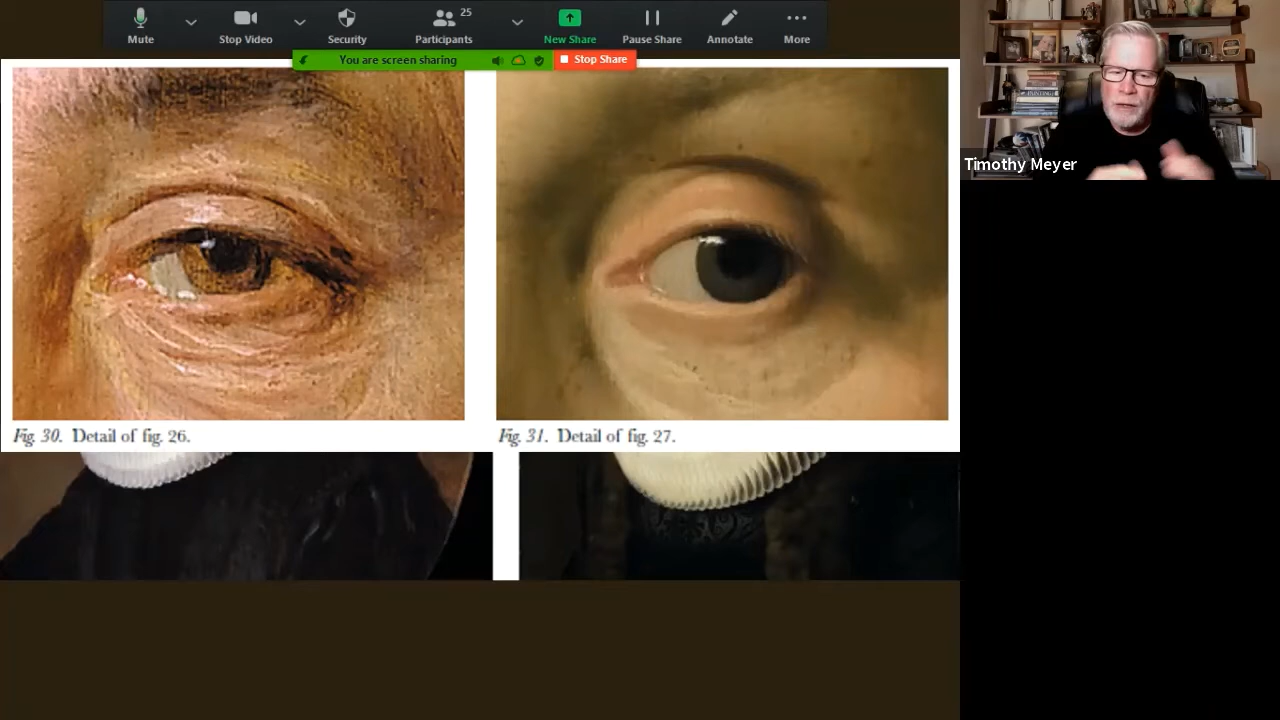 25
Mute
Stop Video
Security
Participants
New Share
Pause Share
Annotate
More
You are screen sharing
Stop Share
Timothy Meyer
Fig. 30. Detail of fig. 26.
Fig. 31. Detail of fig. 27.